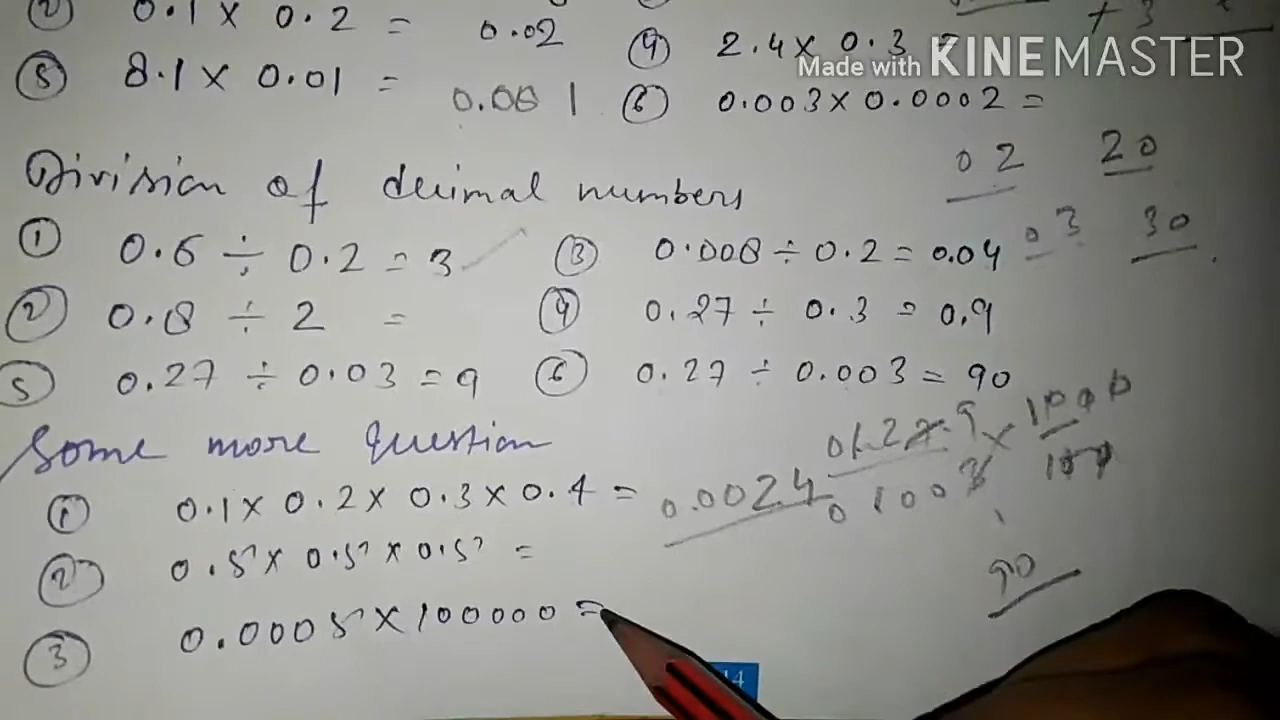 ② 0.1 × 0.2 = 0.02
④ 2.4 × 0.3
Made with KINEMASTER
⑤ 8.1 × 0.01 = 0.081
⑥ 0.003 × 0.0002 =
02 20
Division of decimal numbers
03 30
① 0.6 ÷ 0.2 = 3
③ 0.008 ÷ 0.2 = 0.04
② 0.18 ÷ 2 =
④ 0.27 ÷ 0.3 = 0.9
⑤ 0.27 ÷ 0.03 = 9
⑥ 0.27 ÷ 0.003 = 90
Some more question
① 0.1 × 0.2 × 0.3 × 0.4 = 0.0024
② 0.5 × 0.5 × 0.5 =
90
③ 0.0005 × 100000 =
14